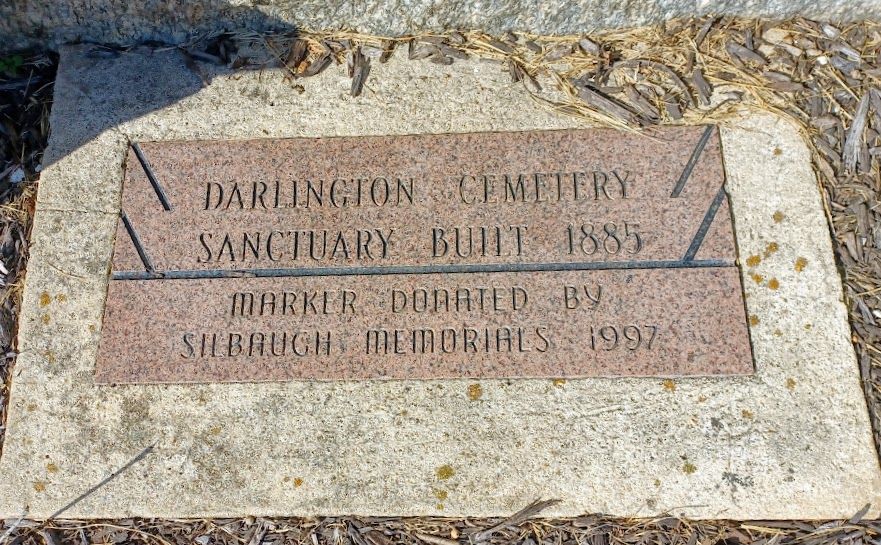 DARLINGTON CEMETERY
SANCTUARY BUILT 1885
MARKER DONATED BY
SILBAUGH MEMORIALS 1997